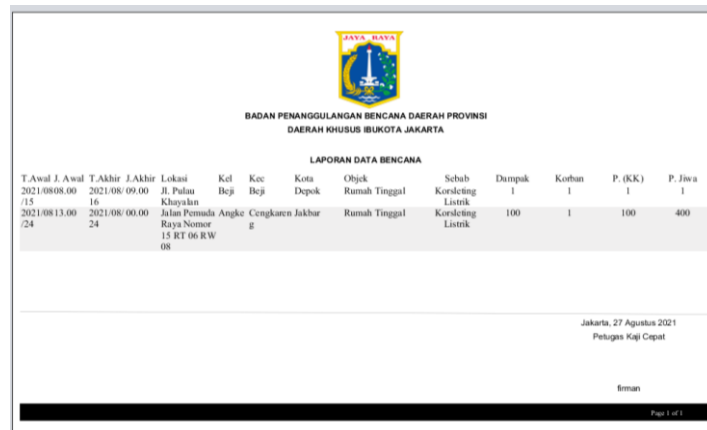 JAYA RAYA
BADAN PENANGGULANGAN BENCANA DAERAH PROVINSI
DAERAH KHUSUS IBUKOTA JAKARTA
LAPORAN DATA BENCANA
T.Awal J. Awal T.Akhir J.Akhir Lokasi Kel Kec Kota Objek Sebab Dampak Korban P. (KK) P. Jiwa
2021/08 08.00 2021/08/ 09.00 Jl. Pulau Beji Beji Depok Rumah Tinggal Korsleting 1 1 1 1
/15 16 Khayalan Listrik
2021/08 13.00 2021/08/ 00.00 Jalan Pemuda Angke Cengkaren Jakbar Rumah Tinggal Korsleting 100 1 100 400
/24 24 Raya Nomor g Listrik
15 RT 06 RW
08
Jakarta, 27 Agustus 2021
Petugas Kaji Cepat
firman
Page 1 of 1